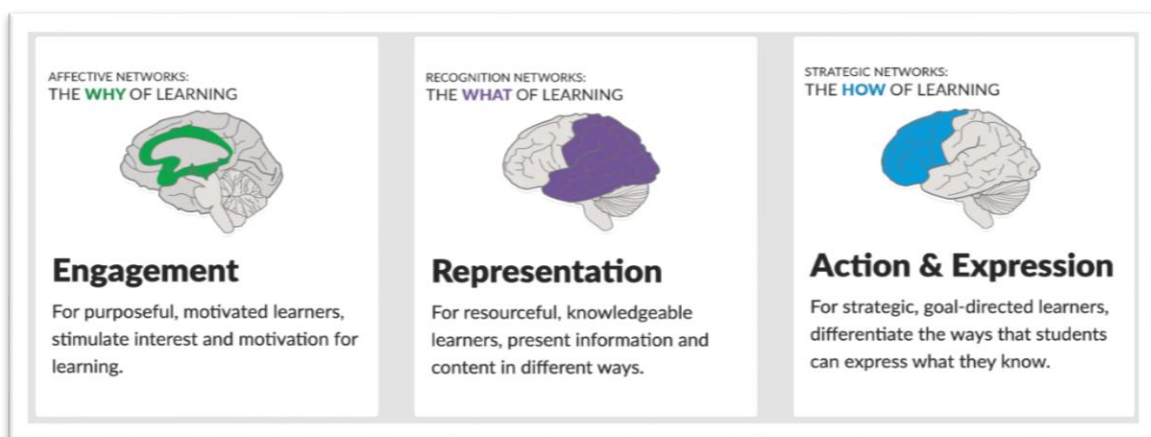 AFFECTIVE NETWORKS:
THE WHY OF LEARNING
Engagement
For purposeful, motivated learners,
stimulate interest and motivation for
learning.
RECOGNITION NETWORKS:
THE WHAT OF LEARNING
Representation
For resourceful, knowledgeable
learners, present information and
content in different ways.
STRATEGIC NETWORKS:
THE HOW OF LEARNING
Action & Expression
For strategic, goal-directed learners,
differentiate the ways that students
can express what they know.